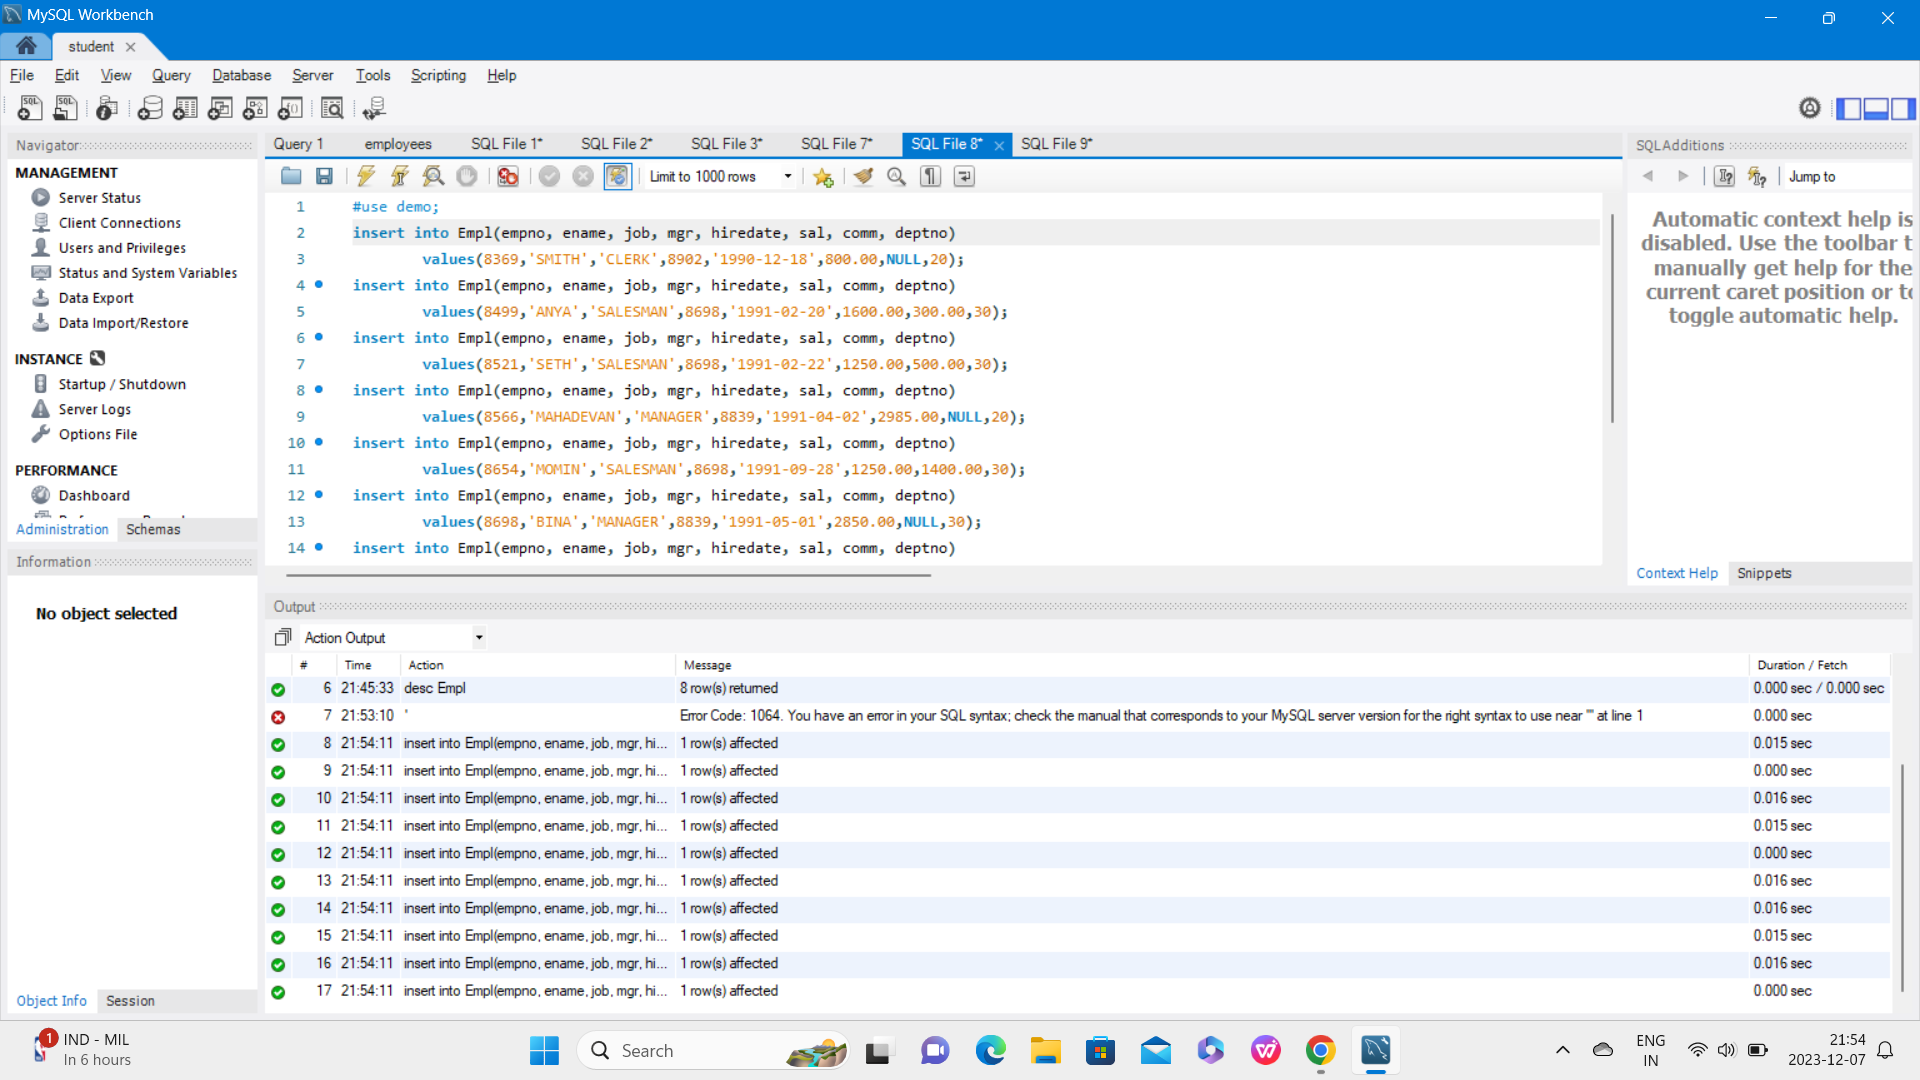 MySQL Workbench
student
File Edit View Query Database Server Tools Scripting Help
Navigator
MANAGEMENT
Server Status
Client Connections
Users and Privileges
Status and System Variables
Data Export
Data Import/Restore
INSTANCE
Startup / Shutdown
Server Logs
Options File
PERFORMANCE
Dashboard
Administration Schemas
Information
No object selected
Object Info Session
Query 1 employees SQL File 1* SQL File 2* SQL File 3* SQL File 7* SQL File 8* SQL File 9*
Limit to 1000 rows
1 #use demo;
2 insert into Empl(empno, ename, job, mgr, hiredate, sal, comm, deptno)
3 values(8369,'SMITH','CLERK',8902,'1990-12-18',800.00,NULL,20);
4 insert into Empl(empno, ename, job, mgr, hiredate, sal, comm, deptno)
5 values(8499,'ANYA','SALESMAN',8698,'1991-02-20',1600.00,300.00,30);
6 insert into Empl(empno, ename, job, mgr, hiredate, sal, comm, deptno)
7 values(8521,'SETH','SALESMAN',8698,'1991-02-22',1250.00,500.00,30);
8 insert into Empl(empno, ename, job, mgr, hiredate, sal, comm, deptno)
9 values(8566,'MAHADEVAN','MANAGER',8839,'1991-04-02',2985.00,NULL,20);
10 insert into Empl(empno, ename, job, mgr, hiredate, sal, comm, deptno)
11 values(8654,'MOMIN','SALESMAN',8698,'1991-09-28',1250.00,1400.00,30);
12 insert into Empl(empno, ename, job, mgr, hiredate, sal, comm, deptno)
13 values(8698,'BINA','MANAGER',8839,'1991-05-01',2850.00,NULL,30);
14 insert into Empl(empno, ename, job, mgr, hiredate, sal, comm, deptno)
SQLAdditions
Jump to
Automatic context help is
disabled. Use the toolbar t
manually get help for the
current caret position or to
toggle automatic help.
Context Help Snippets
Output
Action Output
# Time Action Message Duration / Fetch
6 21:45:33 desc Empl 8 row(s) returned 0.000 sec / 0.000 sec
7 21:53:10 ' Error Code: 1064. You have an error in your SQL syntax; check the manual that corresponds to your MySQL server version for the right syntax to use near ''' at line 1 0.000 sec
8 21:54:11 insert into Empl(empno, ename, job, mgr, hi... 1 row(s) affected 0.015 sec
9 21:54:11 insert into Empl(empno, ename, job, mgr, hi... 1 row(s) affected 0.000 sec
10 21:54:11 insert into Empl(empno, ename, job, mgr, hi... 1 row(s) affected 0.016 sec
11 21:54:11 insert into Empl(empno, ename, job, mgr, hi... 1 row(s) affected 0.015 sec
12 21:54:11 insert into Empl(empno, ename, job, mgr, hi... 1 row(s) affected 0.000 sec
13 21:54:11 insert into Empl(empno, ename, job, mgr, hi... 1 row(s) affected 0.016 sec
14 21:54:11 insert into Empl(empno, ename, job, mgr, hi... 1 row(s) affected 0.016 sec
15 21:54:11 insert into Empl(empno, ename, job, mgr, hi... 1 row(s) affected 0.015 sec
16 21:54:11 insert into Empl(empno, ename, job, mgr, hi... 1 row(s) affected 0.016 sec
17 21:54:11 insert into Empl(empno, ename, job, mgr, hi... 1 row(s) affected 0.000 sec
1 IND - MIL
In 6 hours
Search
ENG
IN
21:54
2023-12-07